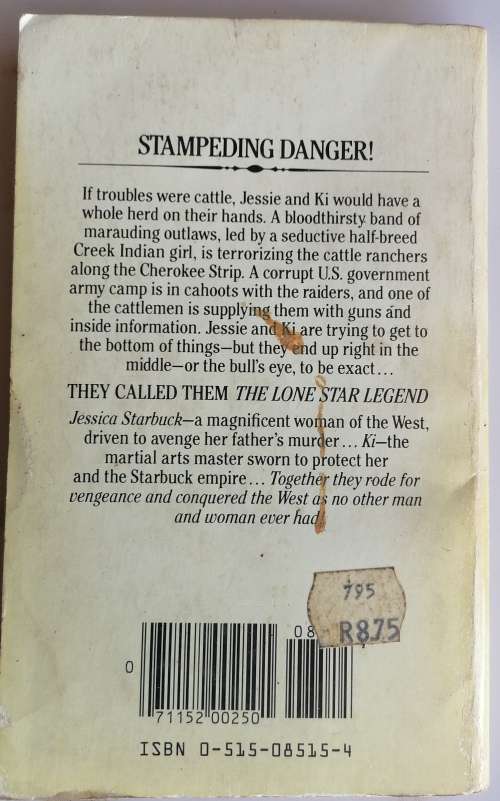 STAMPEDING DANGER!
If troubles were cattle, Jessie and Ki would have a
whole herd on their hands. A bloodthirsty band of
marauding outlaws, led by a seductive half-breed
Creek Indian girl, is terrorizing the cattle ranchers
along the Cherokee Strip. A corrupt U.S. government
army camp is in cahoots with the raiders, and one of
the cattlemen is supplying them with guns and
inside information. Jessie and Ki are trying to get to
the bottom of things—but they end up right in the
middle—or the bull's eye, to be exact...
THEY CALLED THEM THE LONE STAR LEGEND
Jessica Starbuck—a magnificent woman of the West,
driven to avenge her father's murder... Ki—the
martial arts master sworn to protect her
and the Starbuck empire... Together they rode for
vengeance and conquered the West as no other man
and woman ever had!
795
R8.75
08
0
71152 00250
ISBN 0-515-08515-4